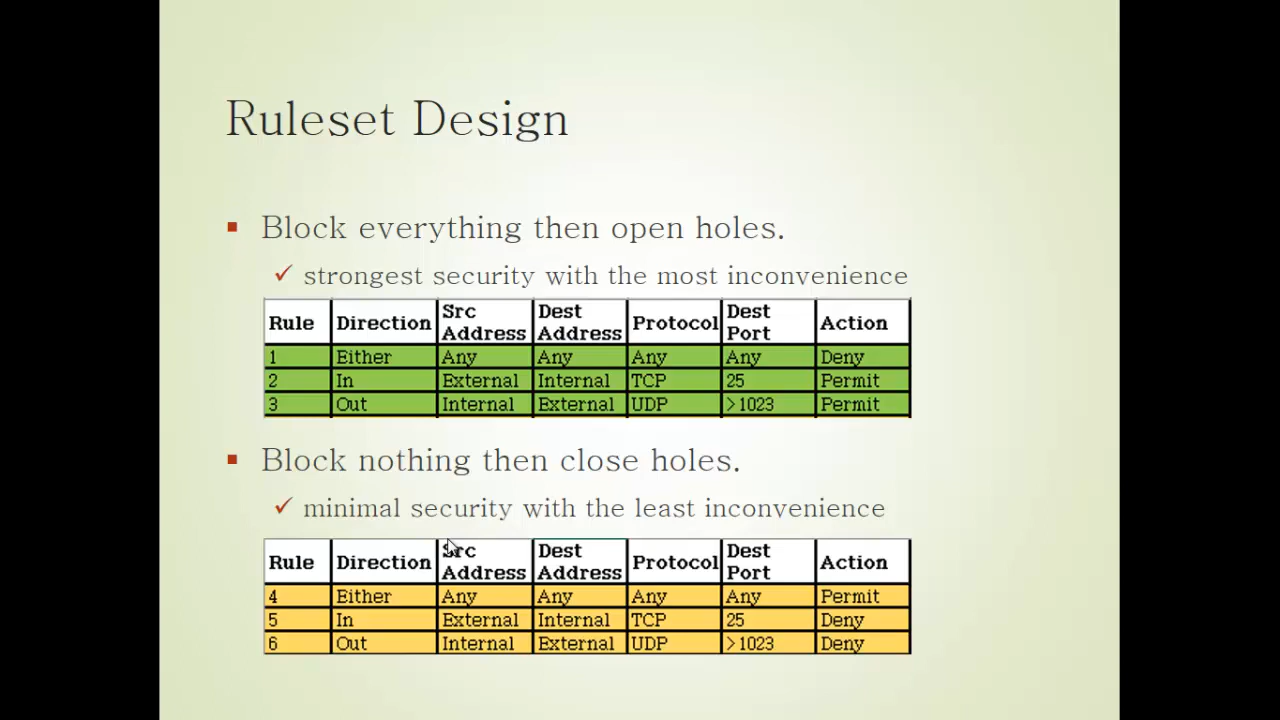 Ruleset Design
Block everything then open holes.
strongest security with the most inconvenience
Rule Direction Src Address Dest Address Protocol Dest Port Action
1 Either Any Any Any Any Deny
2 In External Internal TCP 25 Permit
3 Out Internal External UDP >1023 Permit
Block nothing then close holes.
minimal security with the least inconvenience
Rule Direction Src Address Dest Address Protocol Dest Port Action
4 Either Any Any Any Any Permit
5 In External Internal TCP 25 Deny
6 Out Internal External UDP >1023 Deny